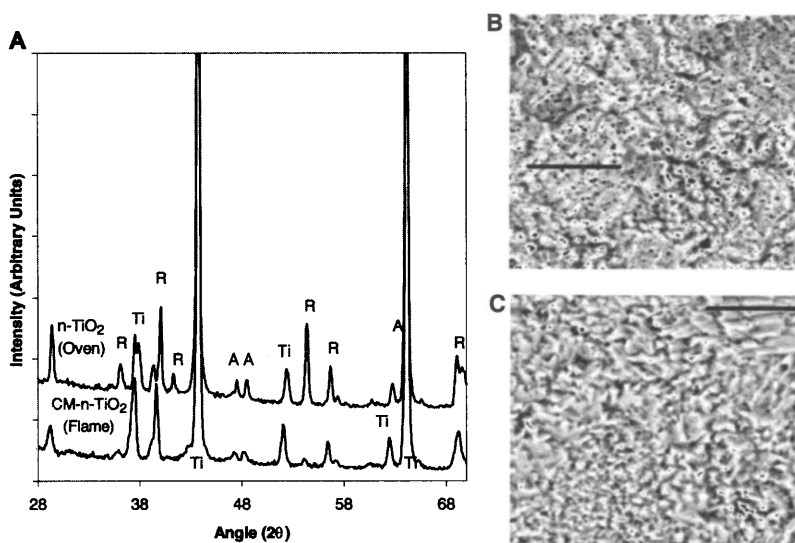 A
Intensity (Arbitrary Units)
n-TiO2
(Oven)
R
Ti
R
R
A A
Ti
R
R
A
R
CM-n-TiO2
(Flame)
Ti
Ti
Ti
28 38 48 58 68
Angle (2θ)
B
C